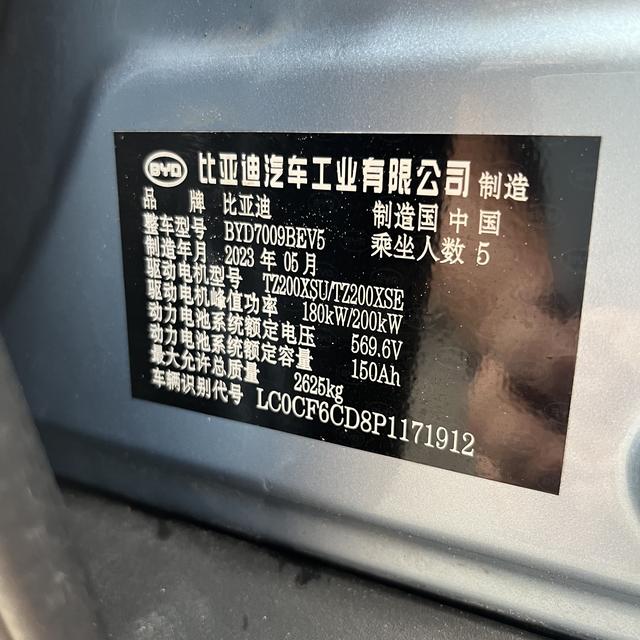 BYD 比亚迪汽车工业有限公司 制造
品牌 比亚迪 制造国 中国
整车型号 BYD7009BEV5 乘坐人数 5
制造年月 2023 年 05 月
驱动电机型号 TZ200XSU/TZ200XSE
驱动电机峰值功率 180kW/200kW
动力电池系统额定电压 569.6V
动力电池系统额定容量 150Ah
最大允许总质量 2625kg
车辆识别代号 LC0CF6CD8P1171912